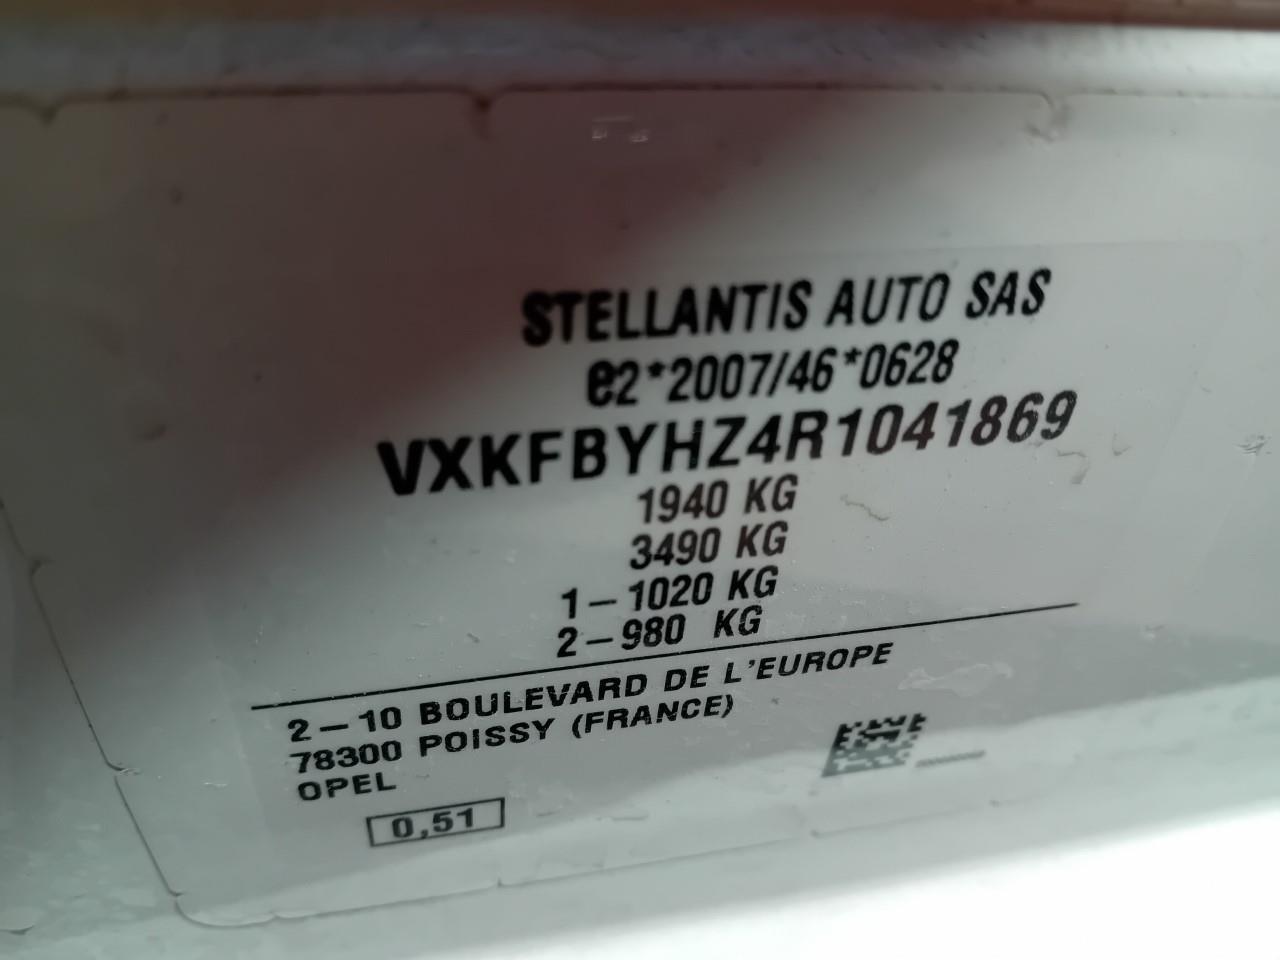 STELLANTIS AUTO SAS
e2*2007/46*0628
VXKFBYHZ4R1041869
1940 KG
3490 KG
1-1020 KG
2-980 KG
2-10 BOULEVARD DE L'EUROPE
78300 POISSY (FRANCE)
OPEL
0,51